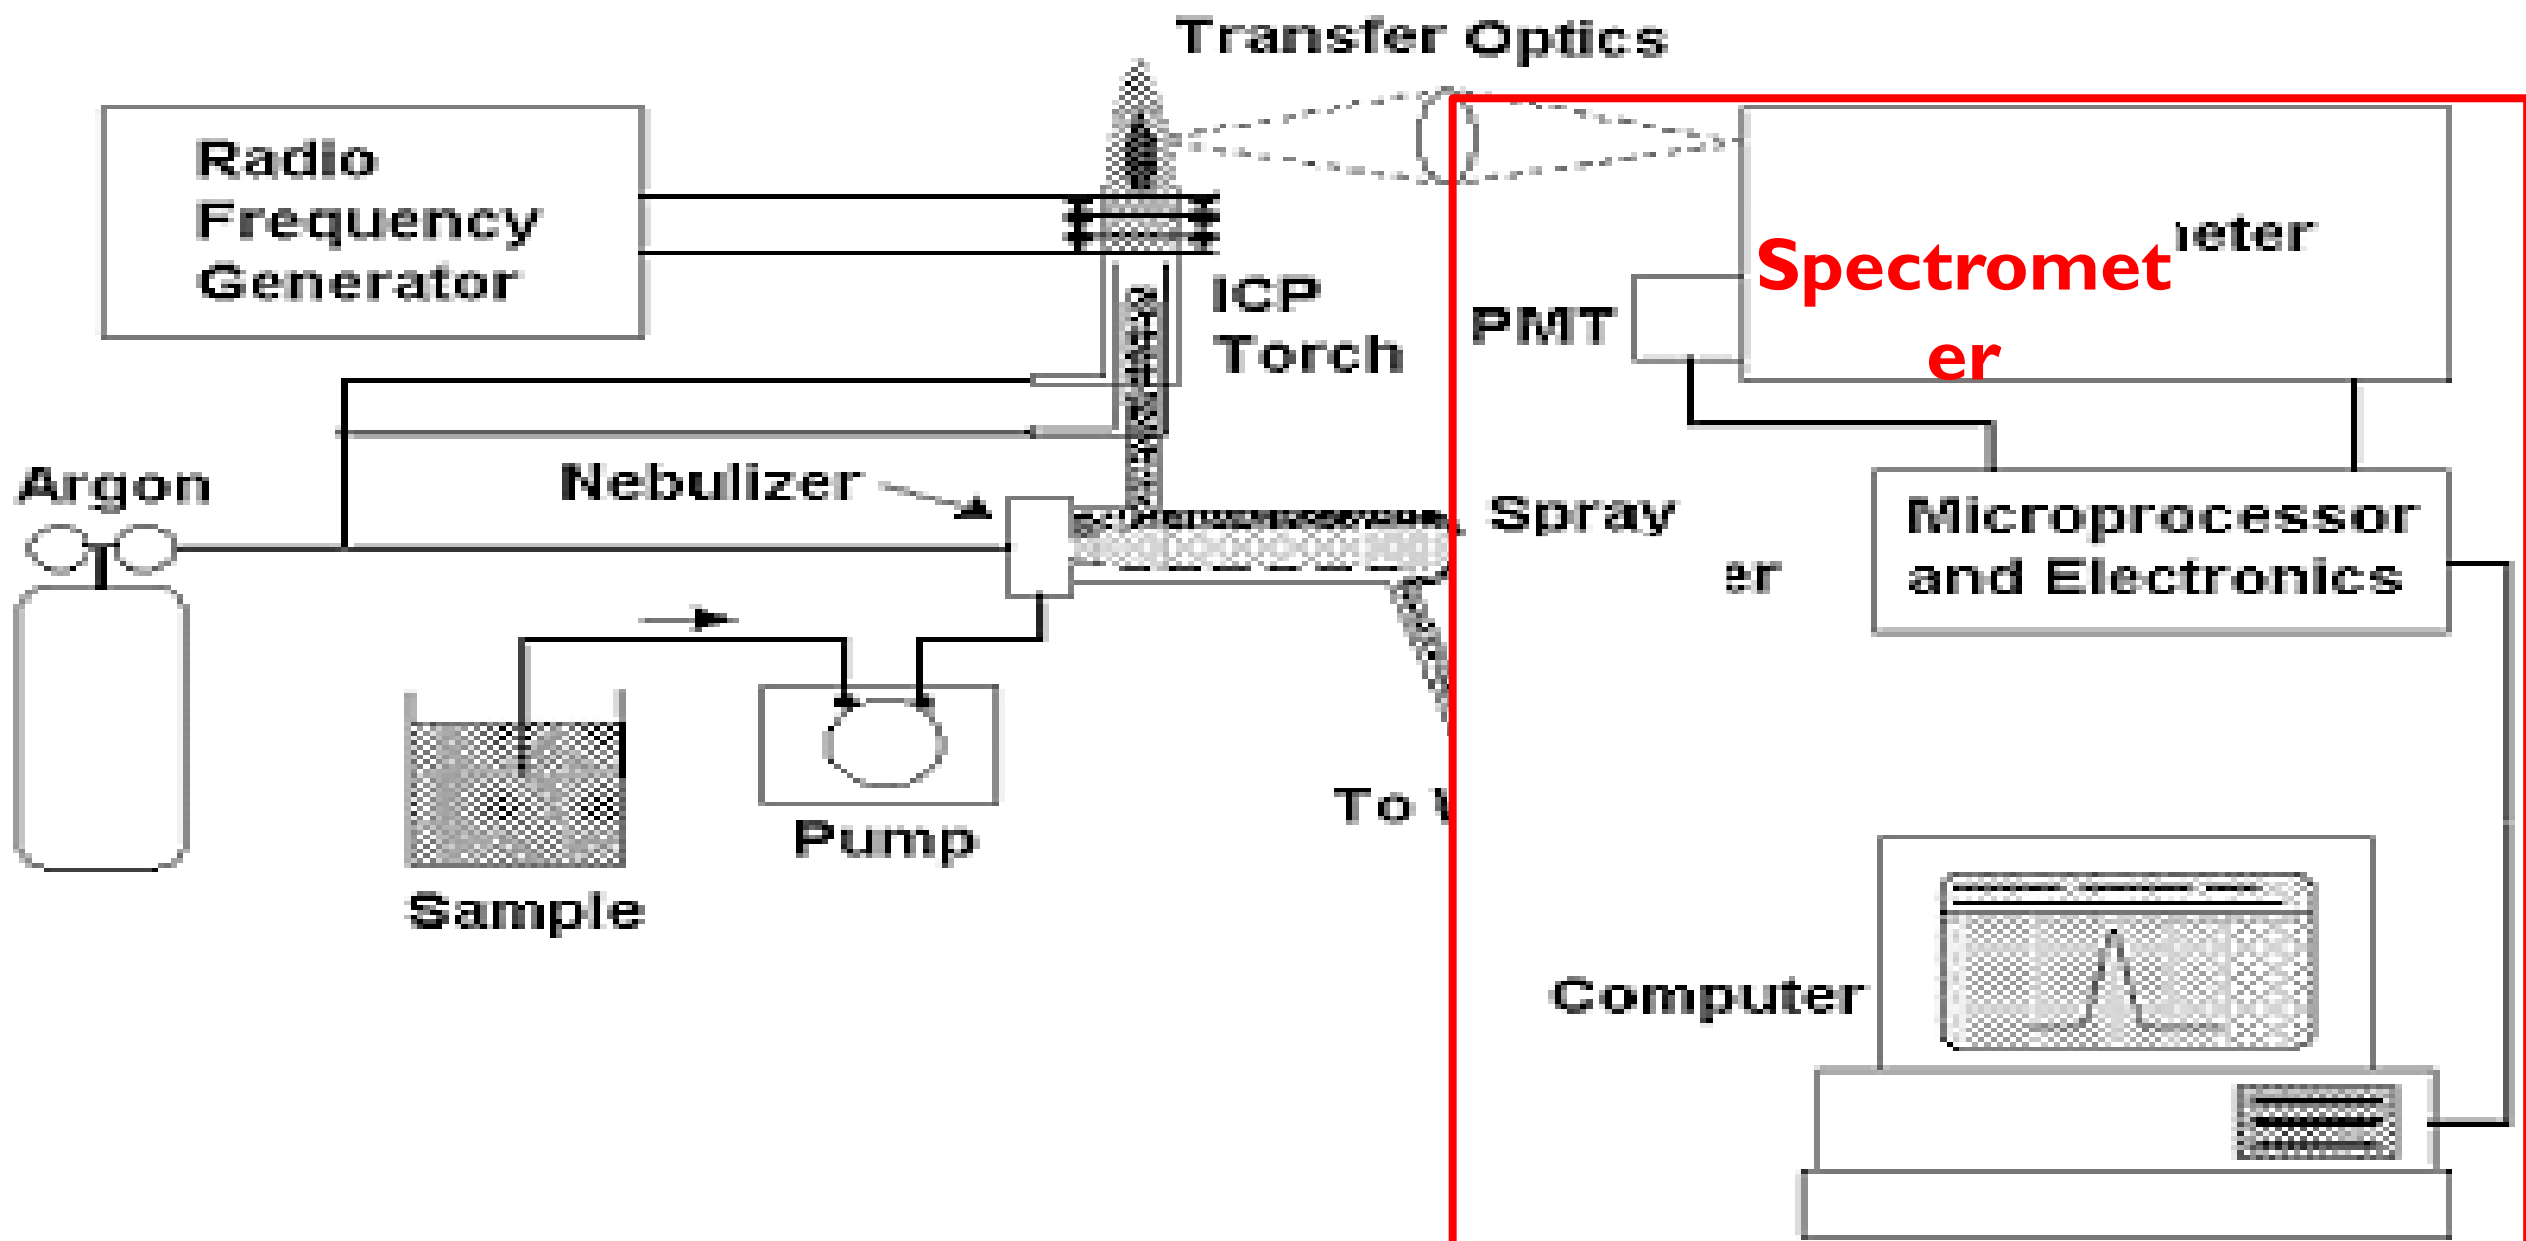 Transfer Optics
Radio
Frequency
Generator
ICP
Torch
PMT
Spectromet
er
eter
Argon
Nebulizer
Spray
er
Microprocessor
and Electronics
To
Pump
Sample
Computer